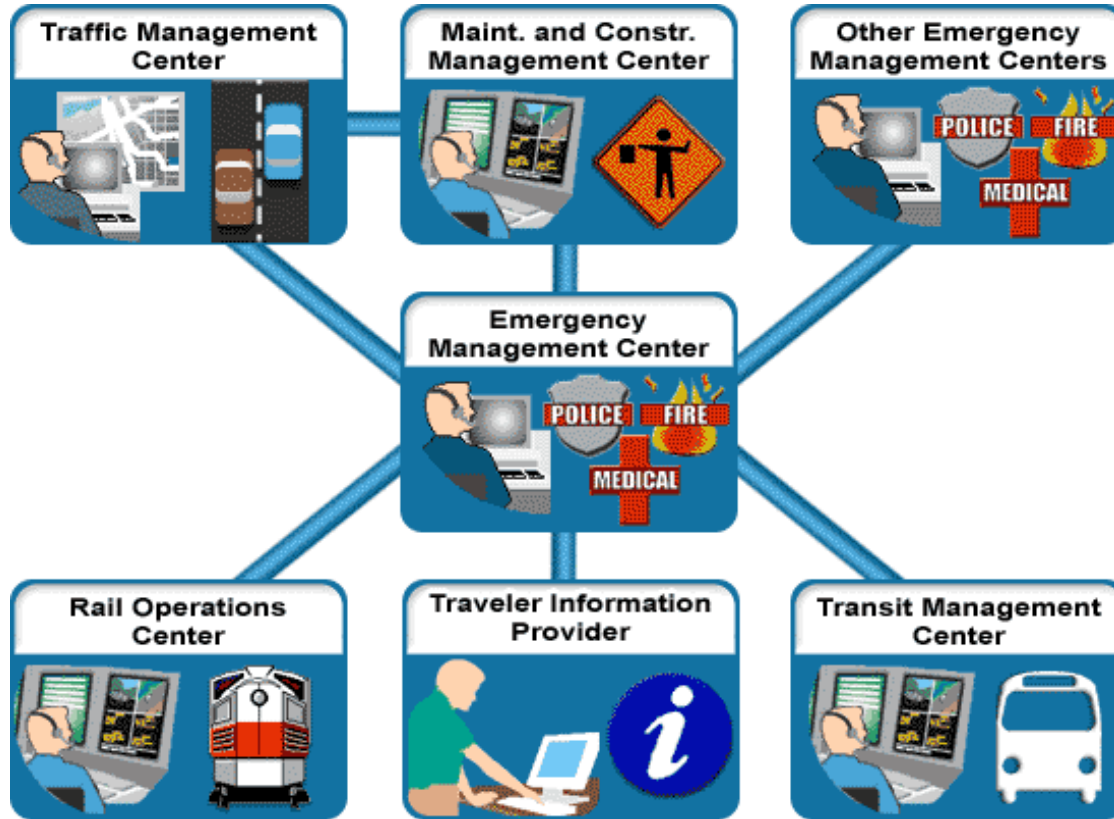 Traffic Management
Center
Maint. and Constr.
Management Center
Other Emergency
Management Centers
POLICE
FIRE
MEDICAL
Emergency
Management Center
POLICE
FIRE
MEDICAL
Rail Operations
Center
Traveler Information
Provider
i
Transit Management
Center